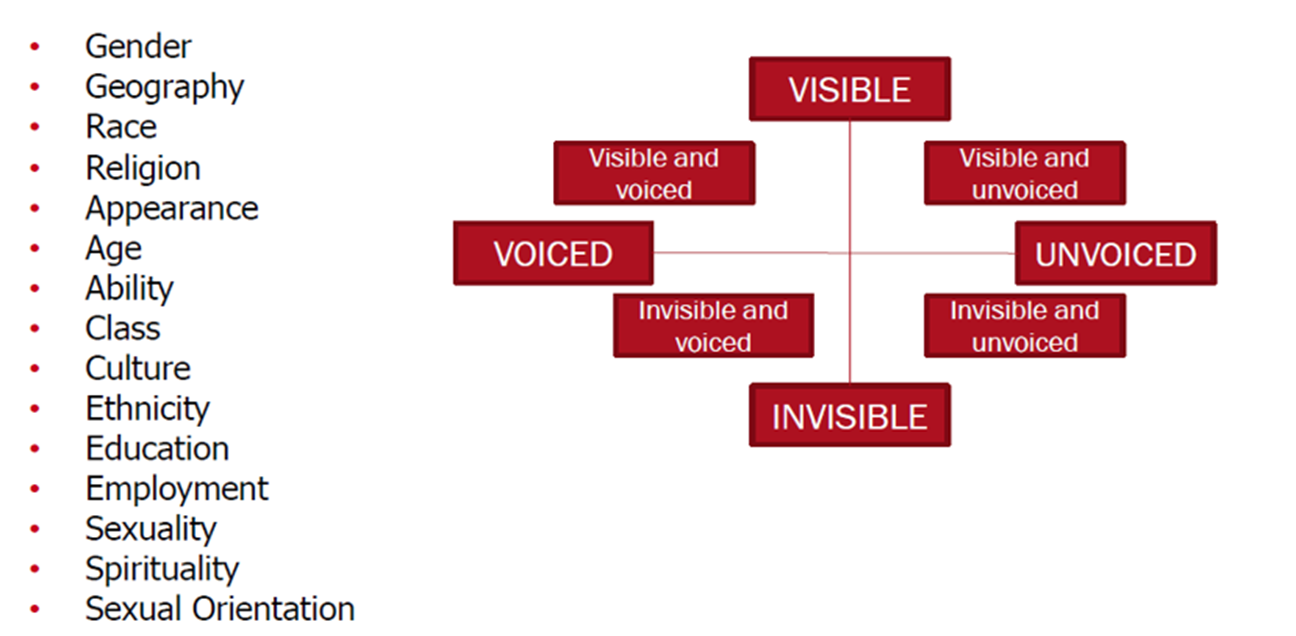 • Gender
• Geography
• Race
• Religion
• Appearance
• Age
• Ability
• Class
• Culture
• Ethnicity
• Education
• Employment
• Sexuality
• Spirituality
• Sexual Orientation
VISIBLE
Visible and
voiced
Visible and
unvoiced
VOICED
UNVOICED
Invisible and
voiced
Invisible and
unvoiced
INVISIBLE